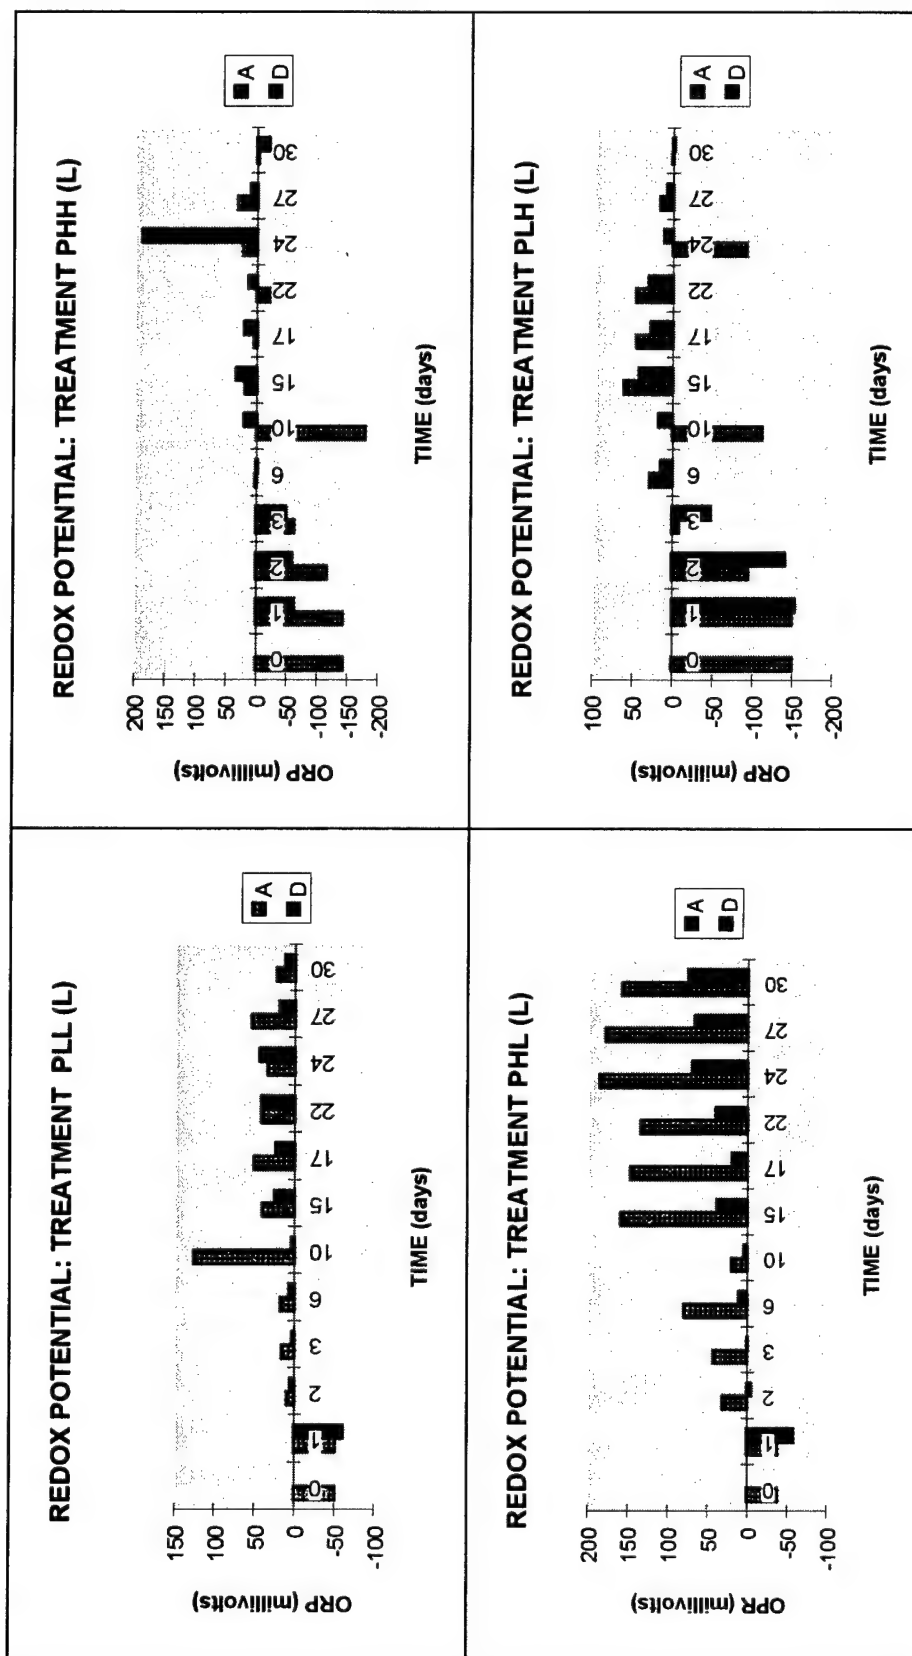 REDOX POTENTIAL: TREATMENT PLL (L)
ORP (millivolts)
150
100
50
0
-50
-100
0 1 2 3 6 10 15 17 22 24 27 30
TIME (days)
A
D
REDOX POTENTIAL: TREATMENT PHH (L)
ORP (millivolts)
200
150
100
50
0
-50
-100
-150
-200
0 1 2 3 6 10 15 17 22 24 27 30
TIME (days)
A
D
REDOX POTENTIAL: TREATMENT PHL (L)
OPR (millivolts)
200
150
100
50
0
-50
-100
0 1 2 3 6 10 15 17 22 24 27 30
TIME (days)
A
D
REDOX POTENTIAL: TREATMENT PLH (L)
ORP (millivolts)
100
50
0
-50
-100
-150
-200
0 1 2 3 6 10 15 17 22 24 27 30
TIME (days)
A
D